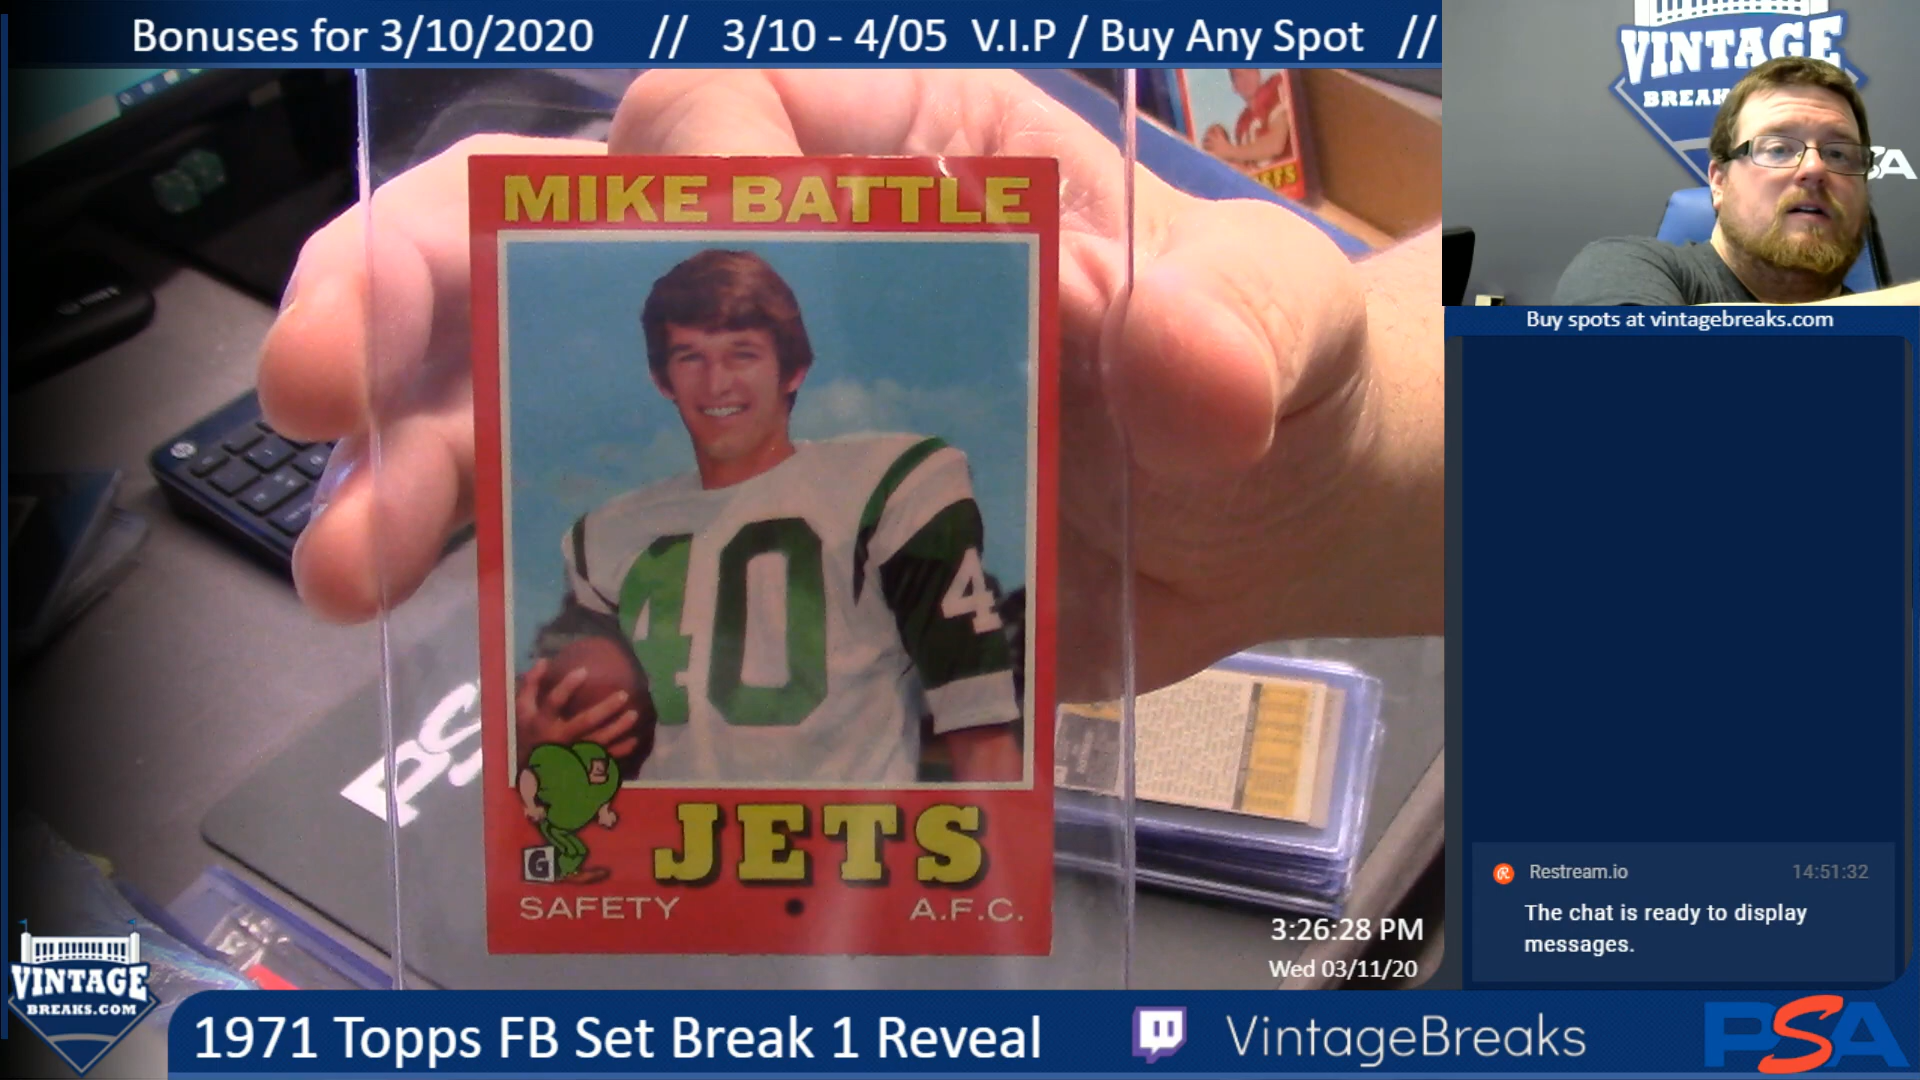 Bonuses for 3/10/2020 // 3/10 - 4/05 V.I.P / Buy Any Spot //
VINTAGE
BREAK
SA
Buy spots at vintagebreaks.com
MIKE BATTLE
40
4
PS
G
JETS
SAFETY A.F.C.
3:26:28 PM
Wed 03/11/20
Restream.io 14:51:32
The chat is ready to display
messages.
VINTAGE
BREAKS.COM
1971 Topps FB Set Break 1 Reveal
VintageBreaks
PSA